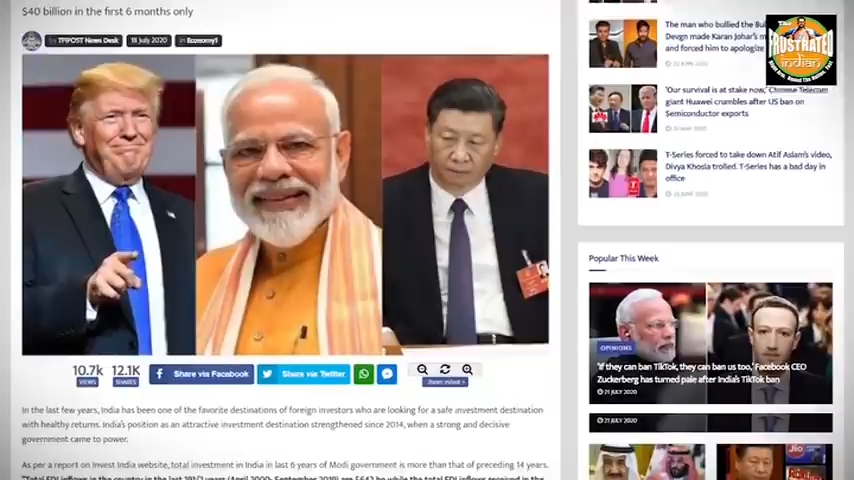 $40 billion in the first 6 months only
by TFIPOST News Desk 18 July 2020 in Economy1
10.7k
VIEWS
12.1K
SHARES
Share via Facebook
Share via Twitter
Zoom in/out +
In the last few years, India has been one of the favorite destinations of foreign investors who are looking for a safe investment destination
with healthy returns. India's position as an attractive investment destination strengthened since 2014, when a strong and decisive
government came to power.
As per a report on Invest India website, total investment in India in last 6 years of Modi government is more than that of preceding 14 years.
The man who bullied the
Devgn made Karan Johar's
and forced him to apologize
'Our survival is at stake now,' Chinese Telecom
giant Huawei crumbles after US ban on
Semiconductor exports
T-Series forced to take down Atif Aslam's video,
Divya Khosla trolled. T-Series has a bad day in
office
Popular This Week
OPINIONS
'If they can ban TikTok, they can ban us too,' Facebook CEO
Zuckerberg has turned pale after India's TikTok ban
21 JULY 2020
21 JULY 2020
Jio
The
FRUSTRATED
indian